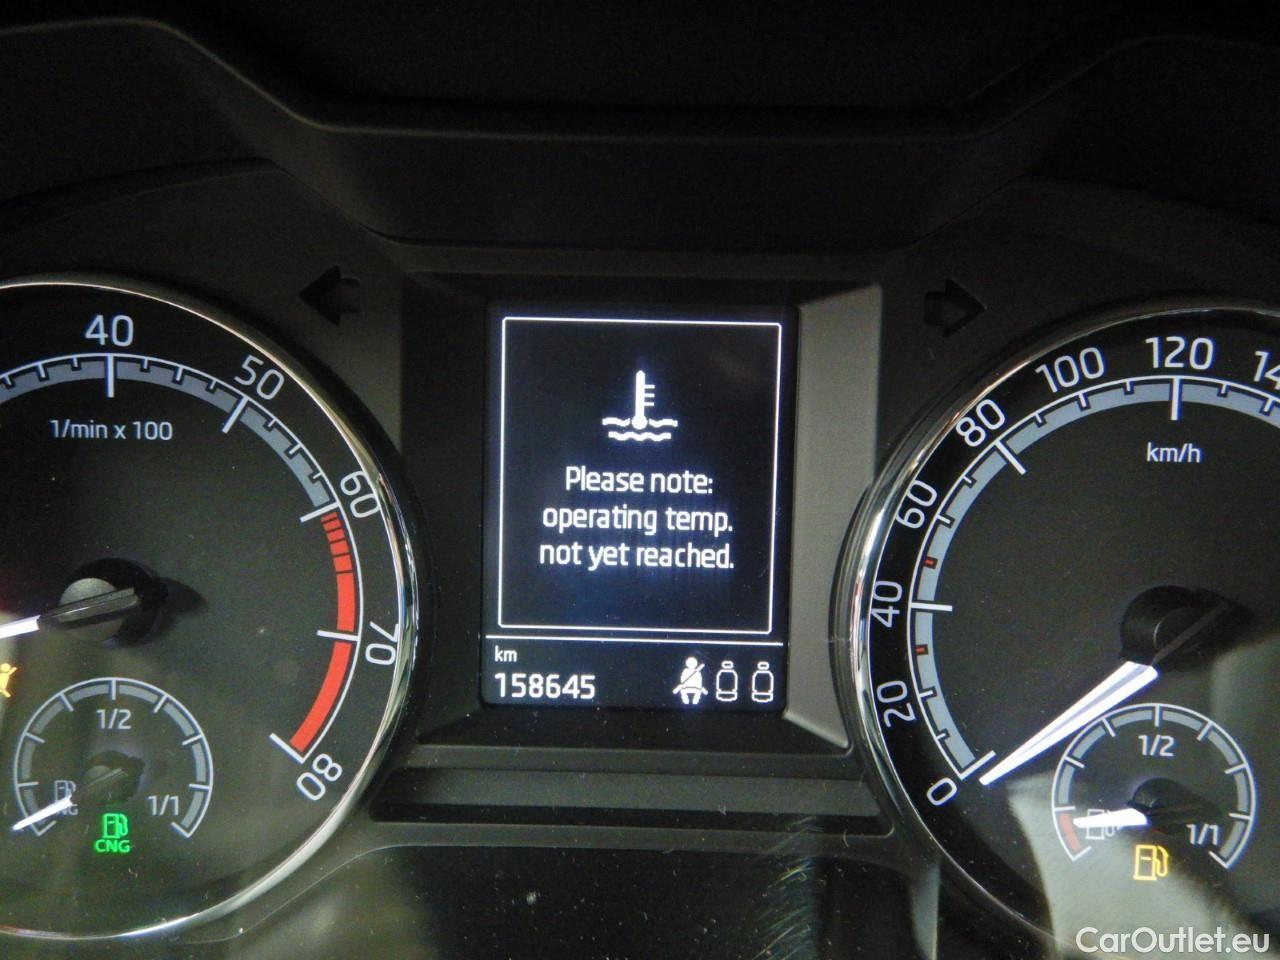 40
50
60
70
80
1/min x 100
1/2
1/1
CNG
Please note:
operating temp.
not yet reached.
km
158645
0
20
40
60
80
100
120
km/h
1/2
1/1
CarOutlet.eu